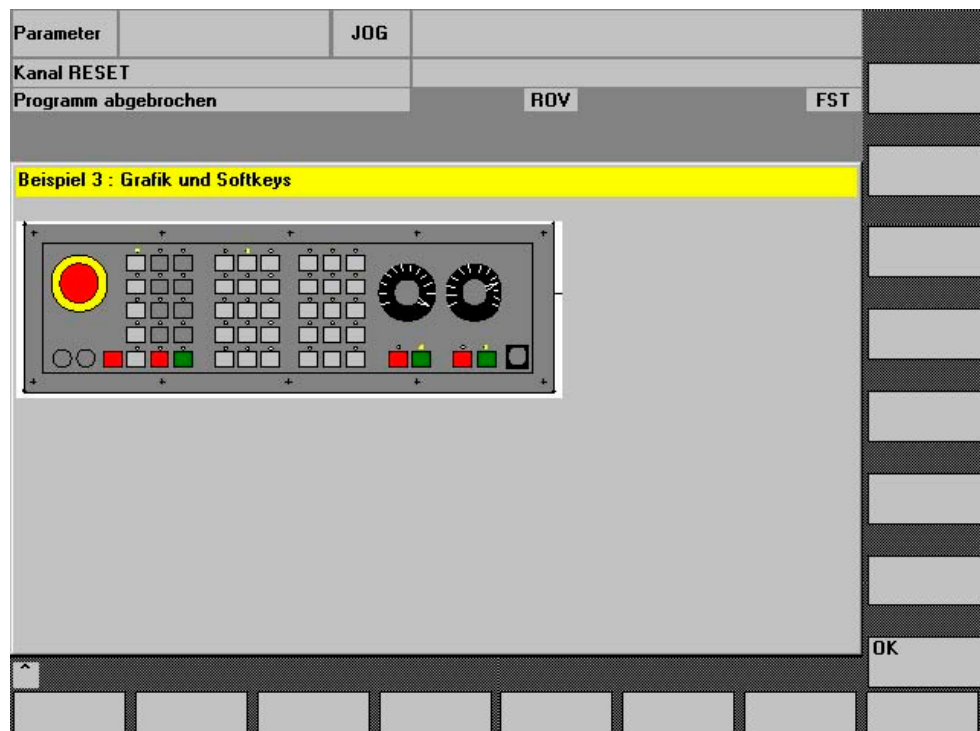 Parameter JOG
Kanal RESET
Programm abgebrochen ROV FST
Beispiel 3 : Grafik und Softkeys
OK
^